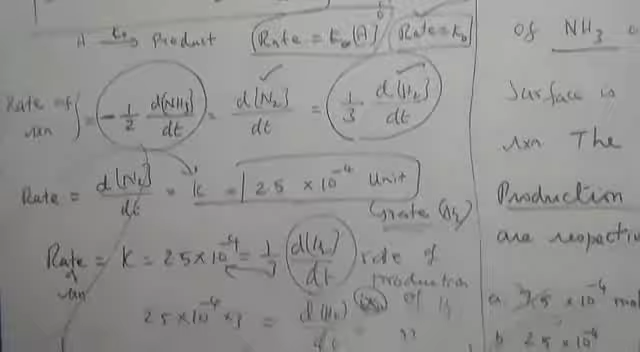 A —k₀→ Product   Rate = k₀[A]⁰   Rate = k₀
Rate of rxn } = -1/2 d[NH₃]/dt = d[N₂]/dt = 1/3 d[H₂]/dt
Rate = d[N₂]/dt = k = 2.5 × 10⁻⁴ Unit
Rate of rxn = K = 2.5 × 10⁻⁴ = 1/3 d[H₂]/dt rate of production of H₂
2.5 × 10⁻⁴ × 3 = d[H₂]/dt =
of NH₃
Surface is
rxn The
Production
are respectiv
a. 2.5 × 10⁻⁴ mol
b 2.5 × 10⁻⁴